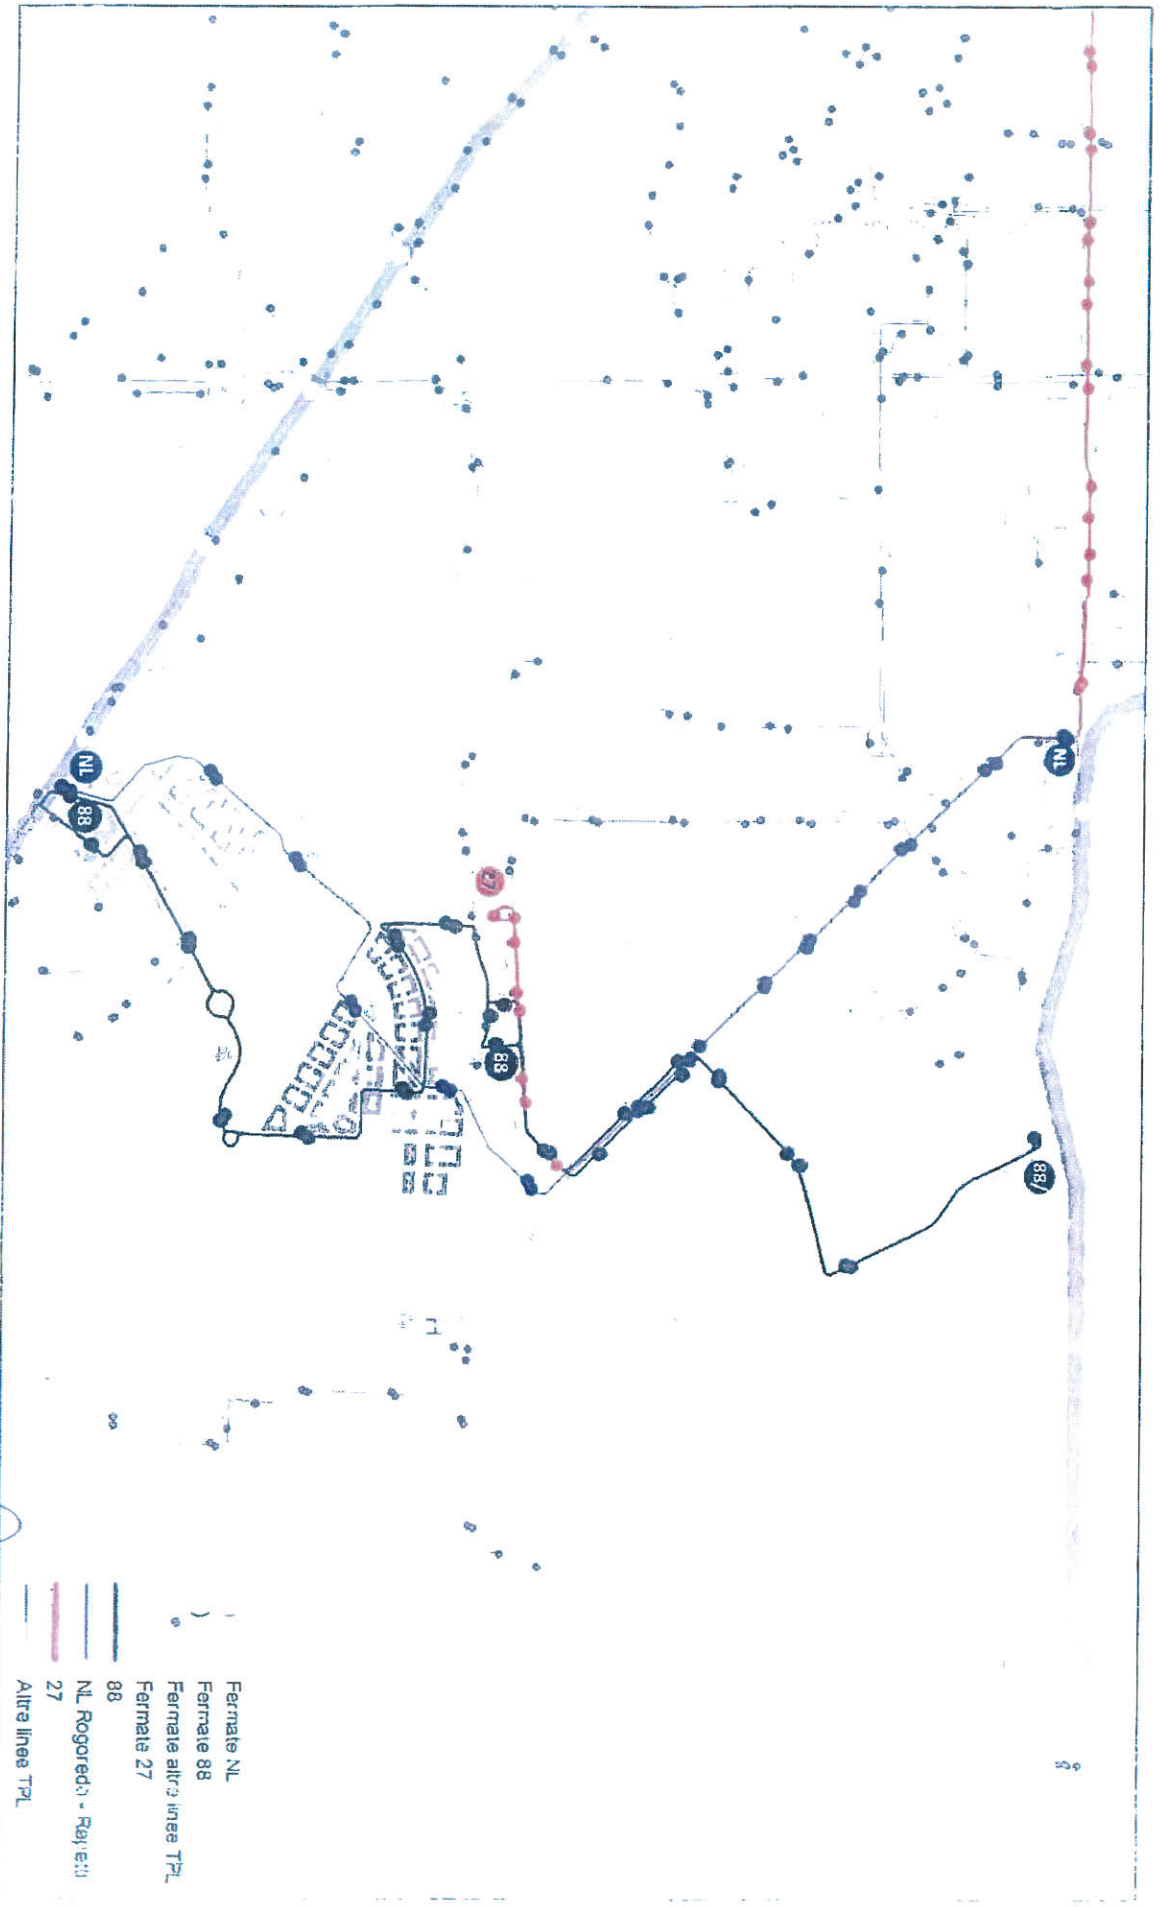 NL
88/
88
27
88
NL
Fermate NL
Fermate 88
Fermate altre linee TPL
Fermate 27
88
NL Rogoredo -
27
Altre linee TPL